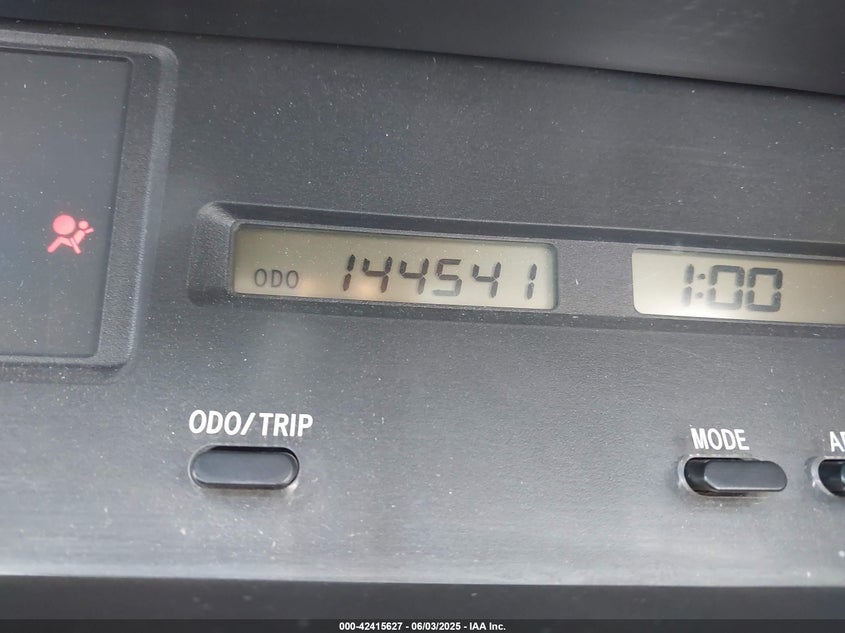 ODO 144541
1:00
ODO/TRIP
MODE
000-42415627 - 06/03/2025 - IAA Inc.